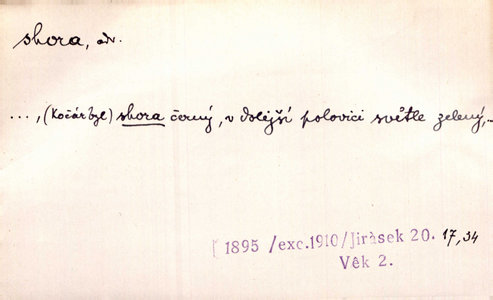 shora, adv.
..., (Kočár byl) shora černý, v dolejší polovici světle zelený,...
1895 /exc.1910/Jirásek 20. 17,34
Věk 2.